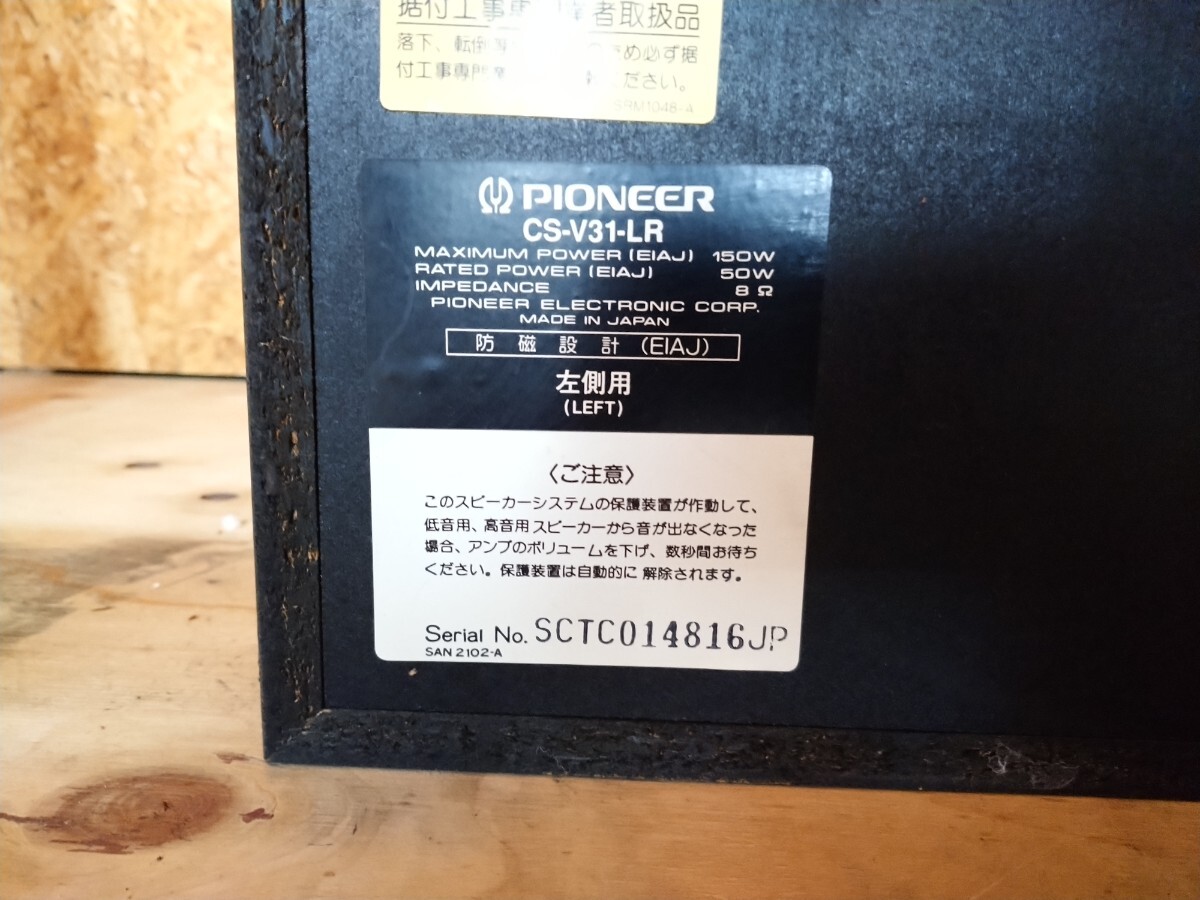 据付工事専 者取扱品
落下、転倒 め必ず据
付工事専門業 ください。
SRM1048-A
PIONEER
CS-V31-LR
MAXIMUM POWER (EIAJ) 150W
RATED POWER (EIAJ) 50W
IMPEDANCE 8 Ω
PIONEER ELECTRONIC CORP.
MADE IN JAPAN
防磁設計 (EIAJ)
左側用
(LEFT)
〈ご注意〉
このスピーカーシステムの保護装置が作動して、
低音用、高音用スピーカーから音が出なくなった
場合、アンプのボリュームを下げ、数秒間お待ち
ください。保護装置は自動的に解除されます。
Serial No. SCTC014816JP
SAN2102-A